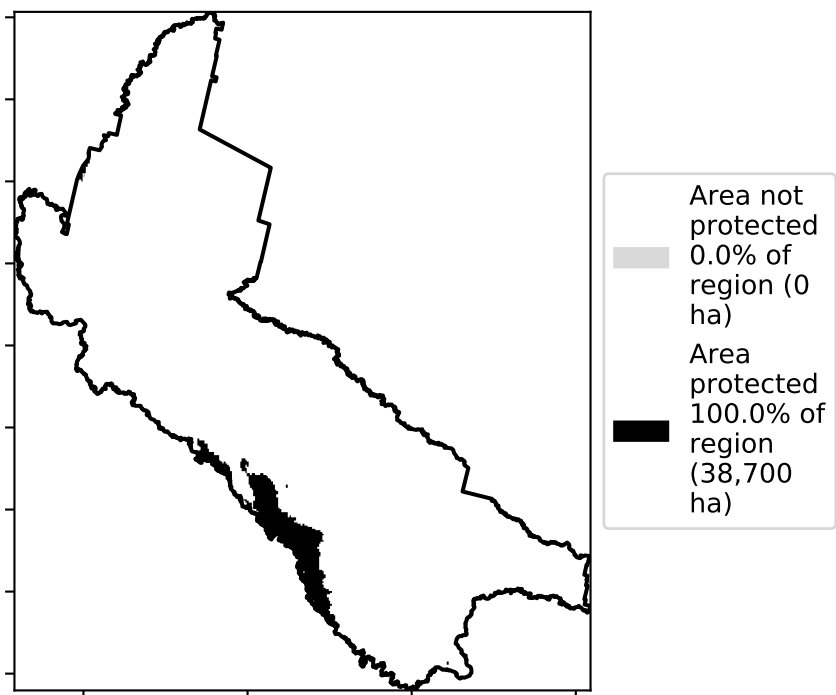 Area not
protected
0.0% of
region (0
ha)
Area
protected
100.0% of
region
(38,700
ha)